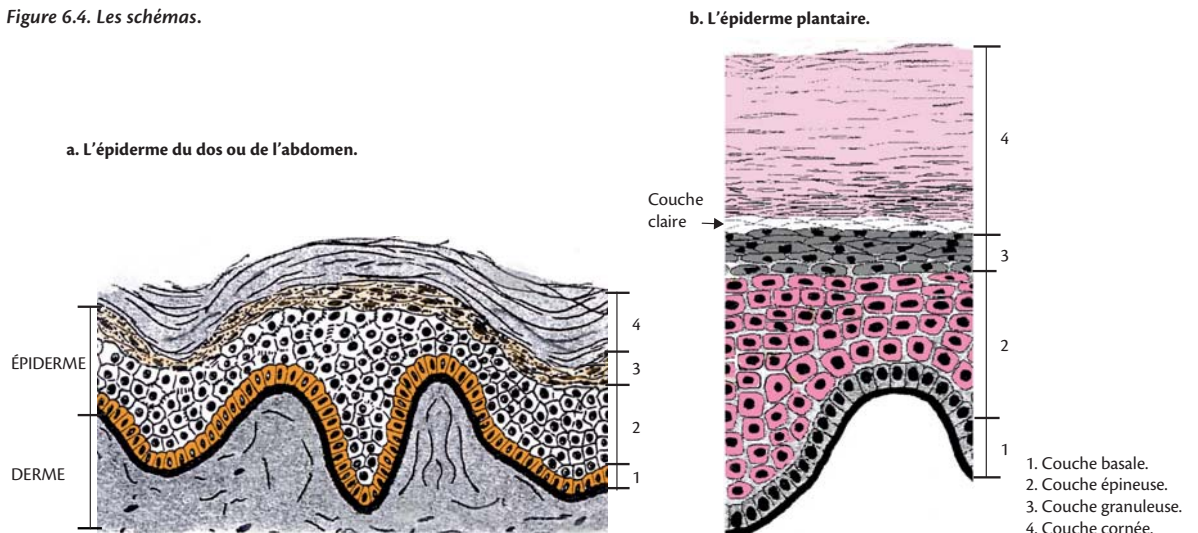 Figure 6.4. Les schémas.
b. L'épiderme plantaire.
a. L'épiderme du dos ou de l'abdomen.
4
Couche
claire
3
2
1
ÉPIDERME
DERME
4
3
2
1
1. Couche basale.
2. Couche épineuse.
3. Couche granuleuse.
4. Couche cornée.